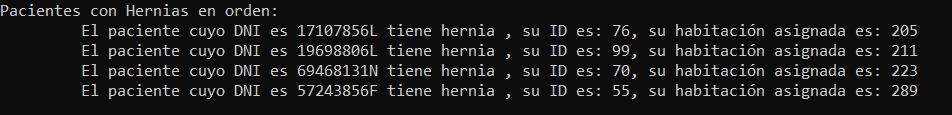 Pacientes con Hernias en orden:
El paciente cuyo DNI es 17107856L tiene hernia , su ID es: 76, su habitación asignada es: 205
El paciente cuyo DNI es 19698806L tiene hernia , su ID es: 99, su habitación asignada es: 211
El paciente cuyo DNI es 69468131N tiene hernia , su ID es: 70, su habitación asignada es: 223
El paciente cuyo DNI es 57243856F tiene hernia , su ID es: 55, su habitación asignada es: 289